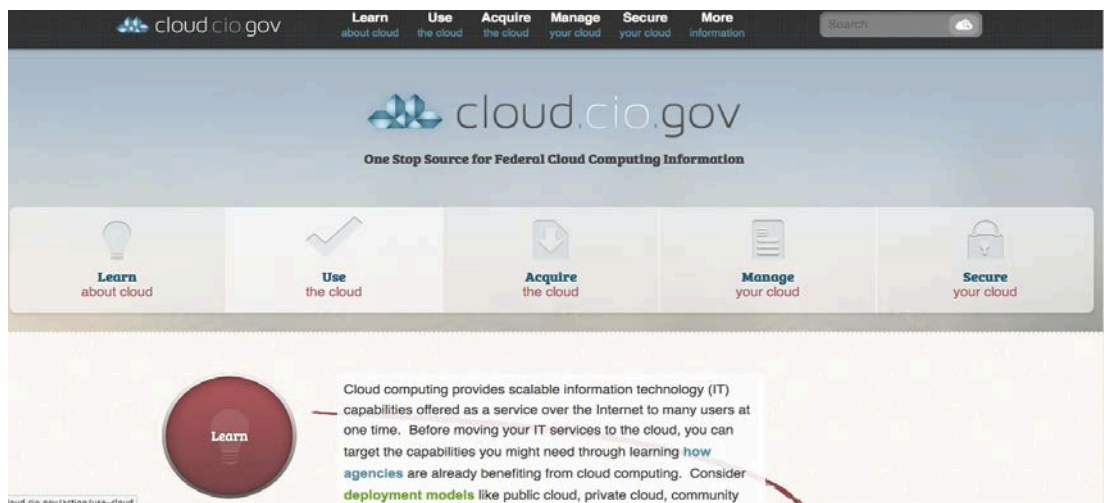 cloud.cio.gov
Learn Use Acquire Manage Secure More
about cloud the cloud the cloud your cloud your cloud information
Search
cloud.cio.gov
One Stop Source for Federal Cloud Computing Information
Learn Use Acquire Manage Secure
about cloud the cloud the cloud your cloud your cloud
Learn
Cloud computing provides scalable information technology (IT)
capabilities offered as a service over the Internet to many users at
one time. Before moving your IT services to the cloud, you can
target the capabilities you might need through learning how
agencies are already benefiting from cloud computing. Consider
deployment models like public cloud, private cloud, community